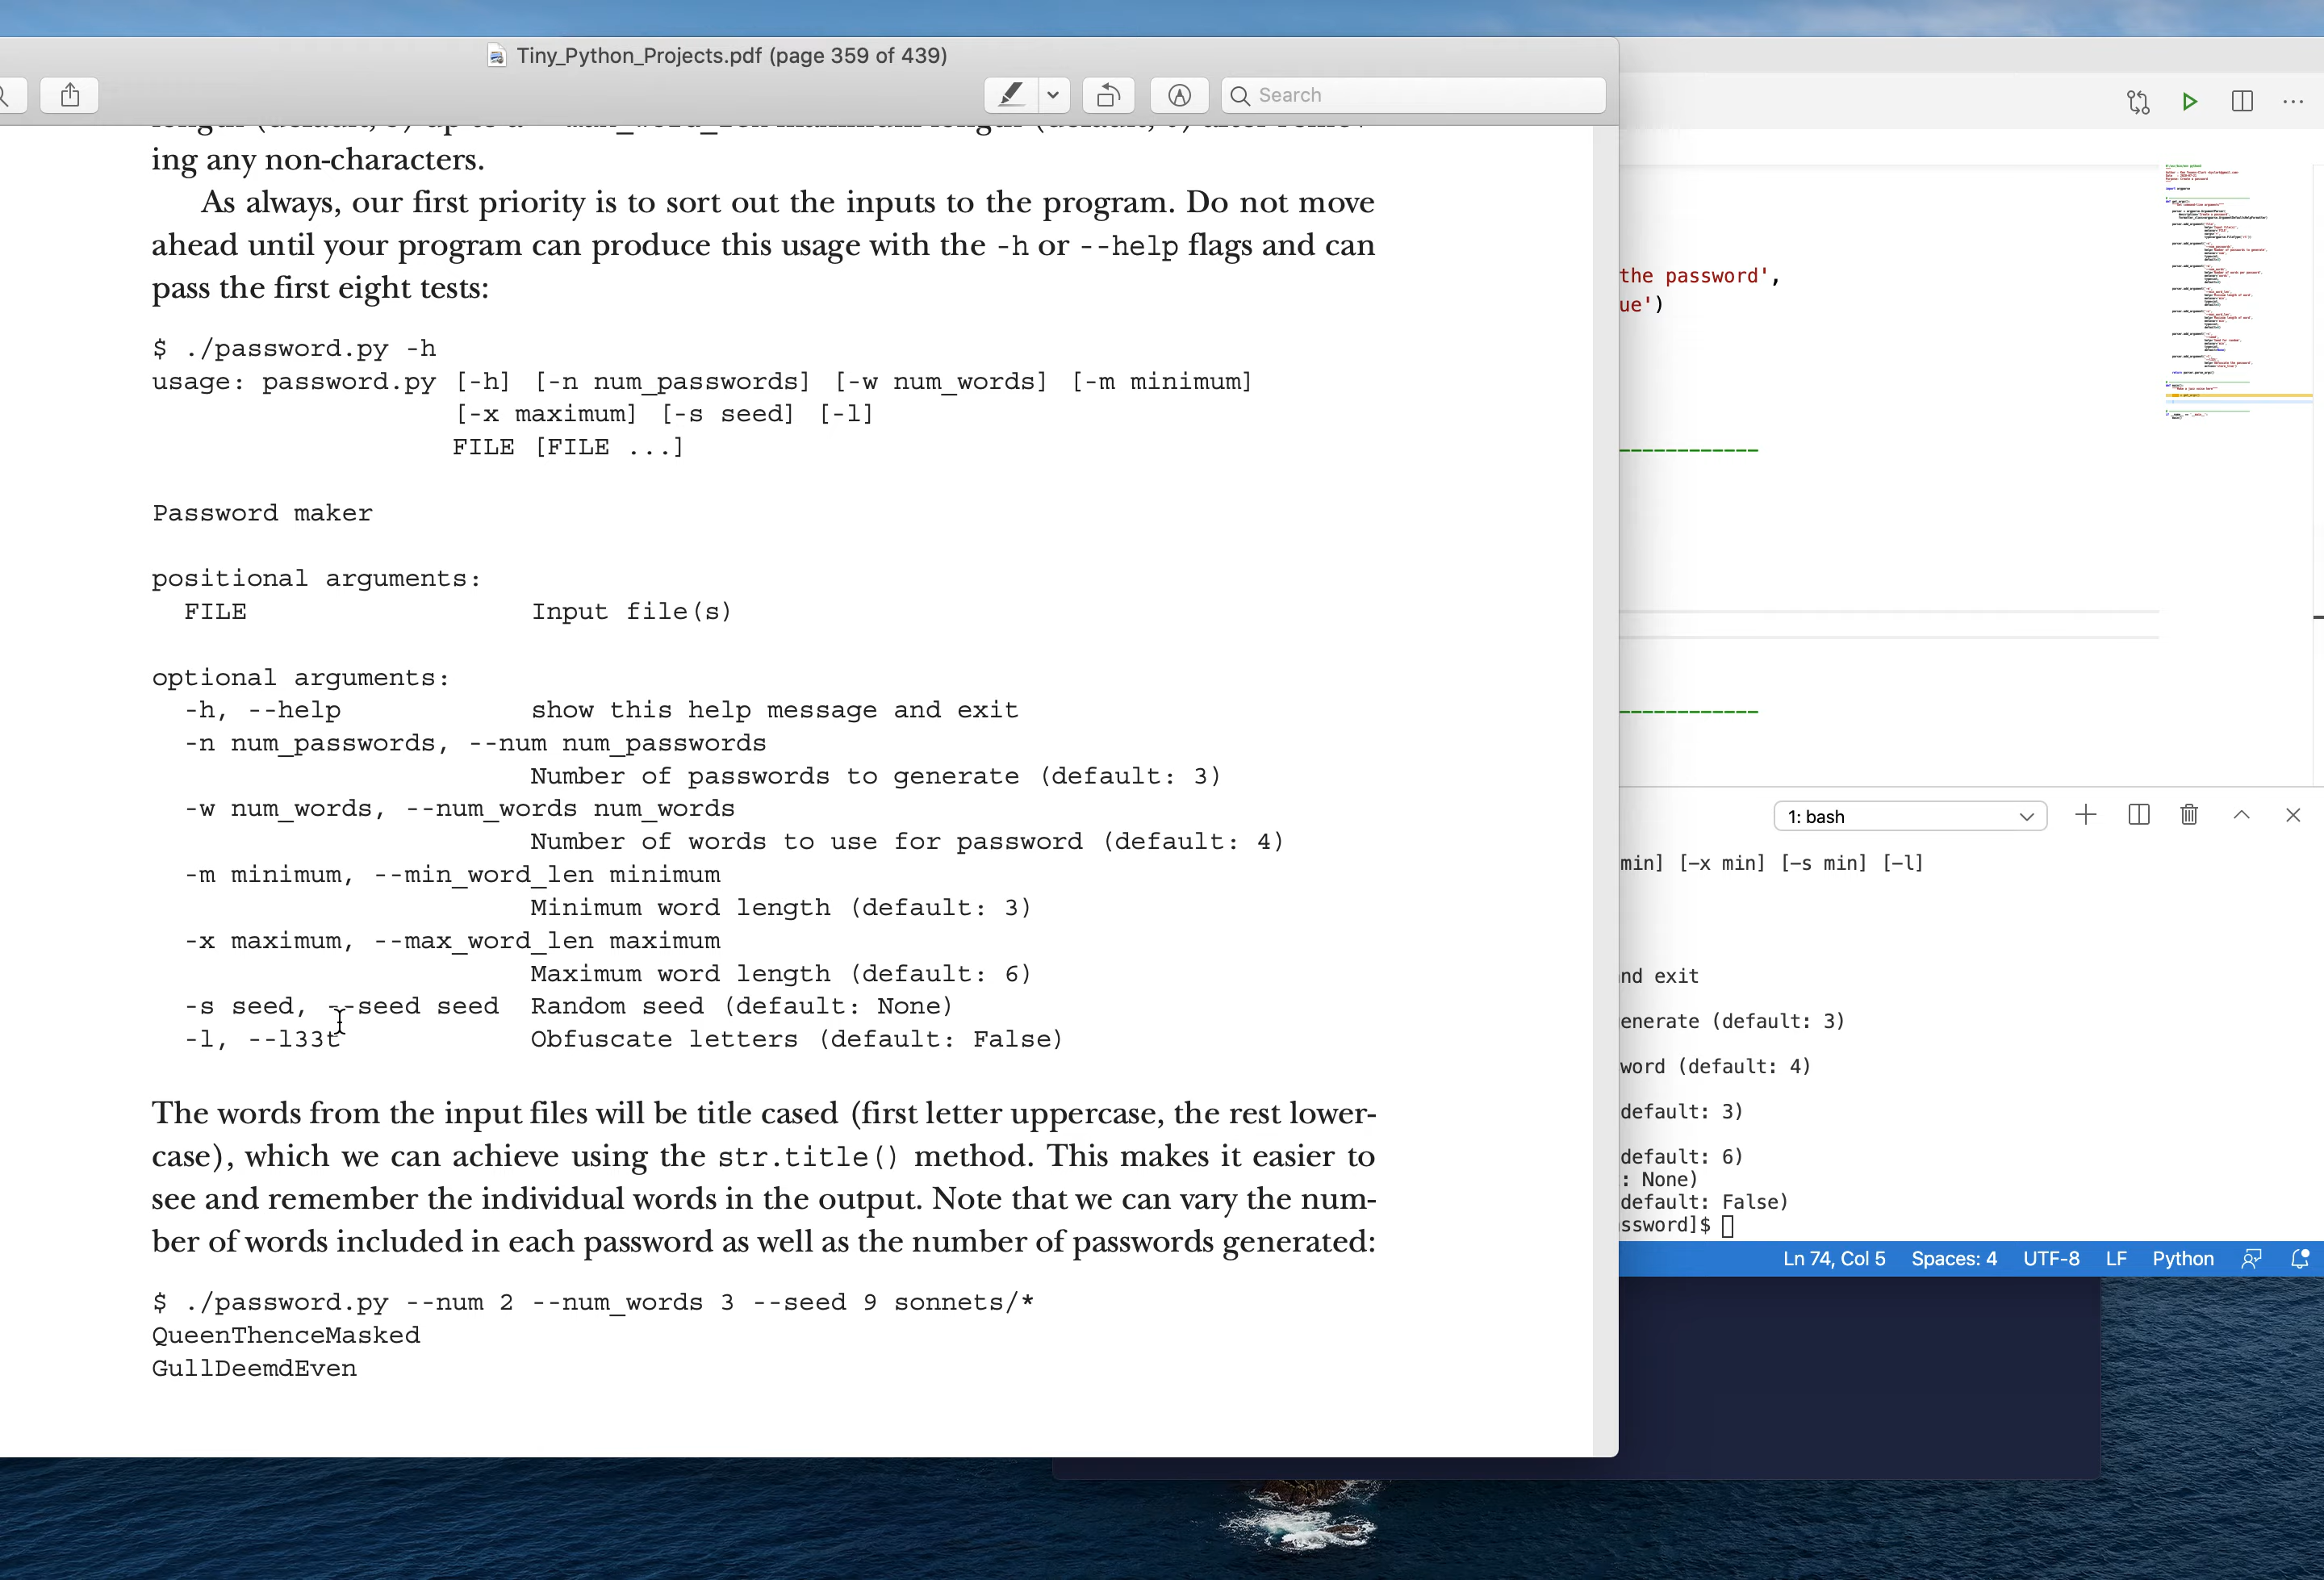 Tiny_Python_Projects.pdf (page 359 of 439)
Search
ing any non-characters.
As always, our first priority is to sort out the inputs to the program. Do not move
ahead until your program can produce this usage with the -h or --help flags and can
pass the first eight tests:
$ ./password.py -h
usage: password.py [-h] [-n num_passwords] [-w num_words] [-m minimum]
[-x maximum] [-s seed] [-l]
FILE [FILE ...]
Password maker
positional arguments:
FILE Input file(s)
optional arguments:
-h, --help show this help message and exit
-n num_passwords, --num num_passwords
Number of passwords to generate (default: 3)
-w num_words, --num_words num_words
Number of words to use for password (default: 4)
-m minimum, --min_word_len minimum
Minimum word length (default: 3)
-x maximum, --max_word_len maximum
Maximum word length (default: 6)
-s seed, --seed seed Random seed (default: None)
-l, --l33t Obfuscate letters (default: False)
The words from the input files will be title cased (first letter uppercase, the rest lower-
case), which we can achieve using the str.title() method. This makes it easier to
see and remember the individual words in the output. Note that we can vary the num-
ber of words included in each password as well as the number of passwords generated:
$ ./password.py --num 2 --num_words 3 --seed 9 sonnets/*
QueenThenceMasked
GullDeemdEven
the password',
ue')
1: bash
min] [-x min] [-s min] [-l]
nd exit
enerate (default: 3)
word (default: 4)
default: 3)
default: 6)
: None)
default: False)
ssword]$
Ln 74, Col 5 Spaces: 4 UTF-8 LF Python